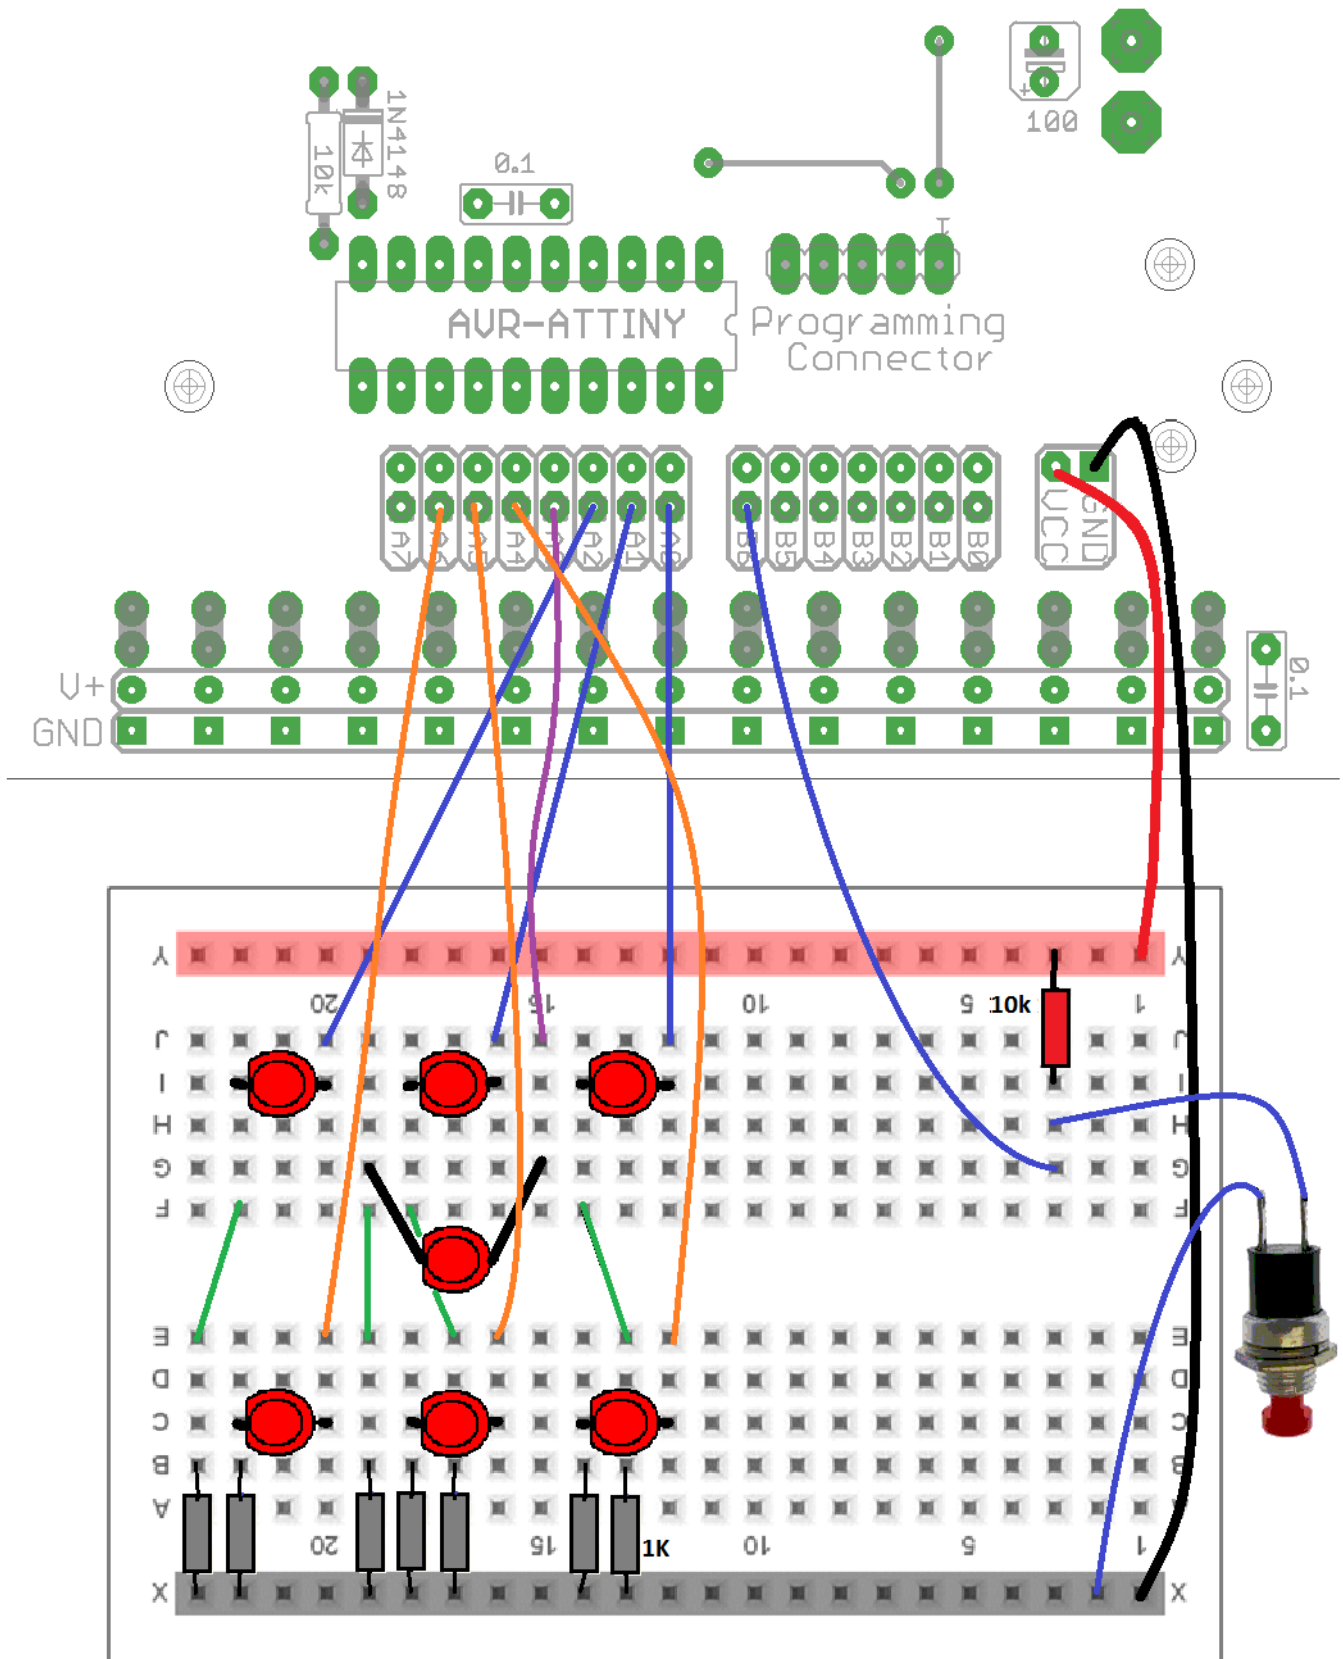 1N4148
10k
0.1
100
+
1
AVR-ATTINY
Programming
Connector
A7 A6 A5 A4 A2 A1 A0 B6 B5 B4 B3 B2 B1 B0 VCC GND
V+
GND
0.1
Y Y
20 15 10 5 1
10k
J J
I I
H H
G G
F F
E E
D D
C C
B B
A
20 15 10 5 1
1K
X X